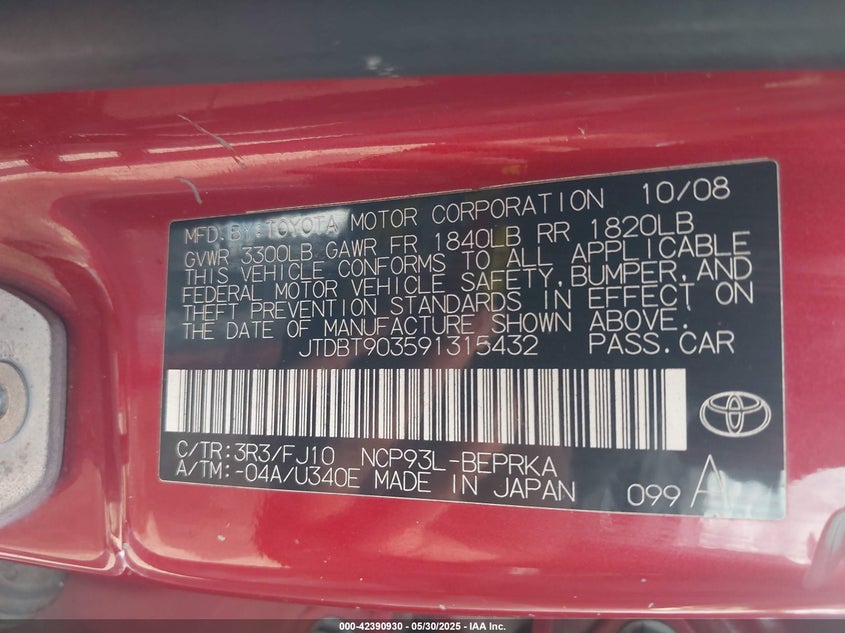 MFD.BY:TOYOTA MOTOR CORPORATION 10/08
GVWR 3300LB GAWR FR 1840LB RR 1820LB
THIS VEHICLE CONFORMS TO ALL APPLICABLE
FEDERAL MOTOR VEHICLE SAFETY,BUMPER,AND
THEFT PREVENTION STANDARDS IN EFFECT ON
THE DATE OF MANUFACTURE SHOWN ABOVE.
JTDBT903591315432 PASS.CAR
C/TR:3R3/FJ10 NCP93L-BEPRKA
A/TM:-04A/U340E MADE IN JAPAN
099 A
000-42390930 - 05/30/2025 - IAA Inc.